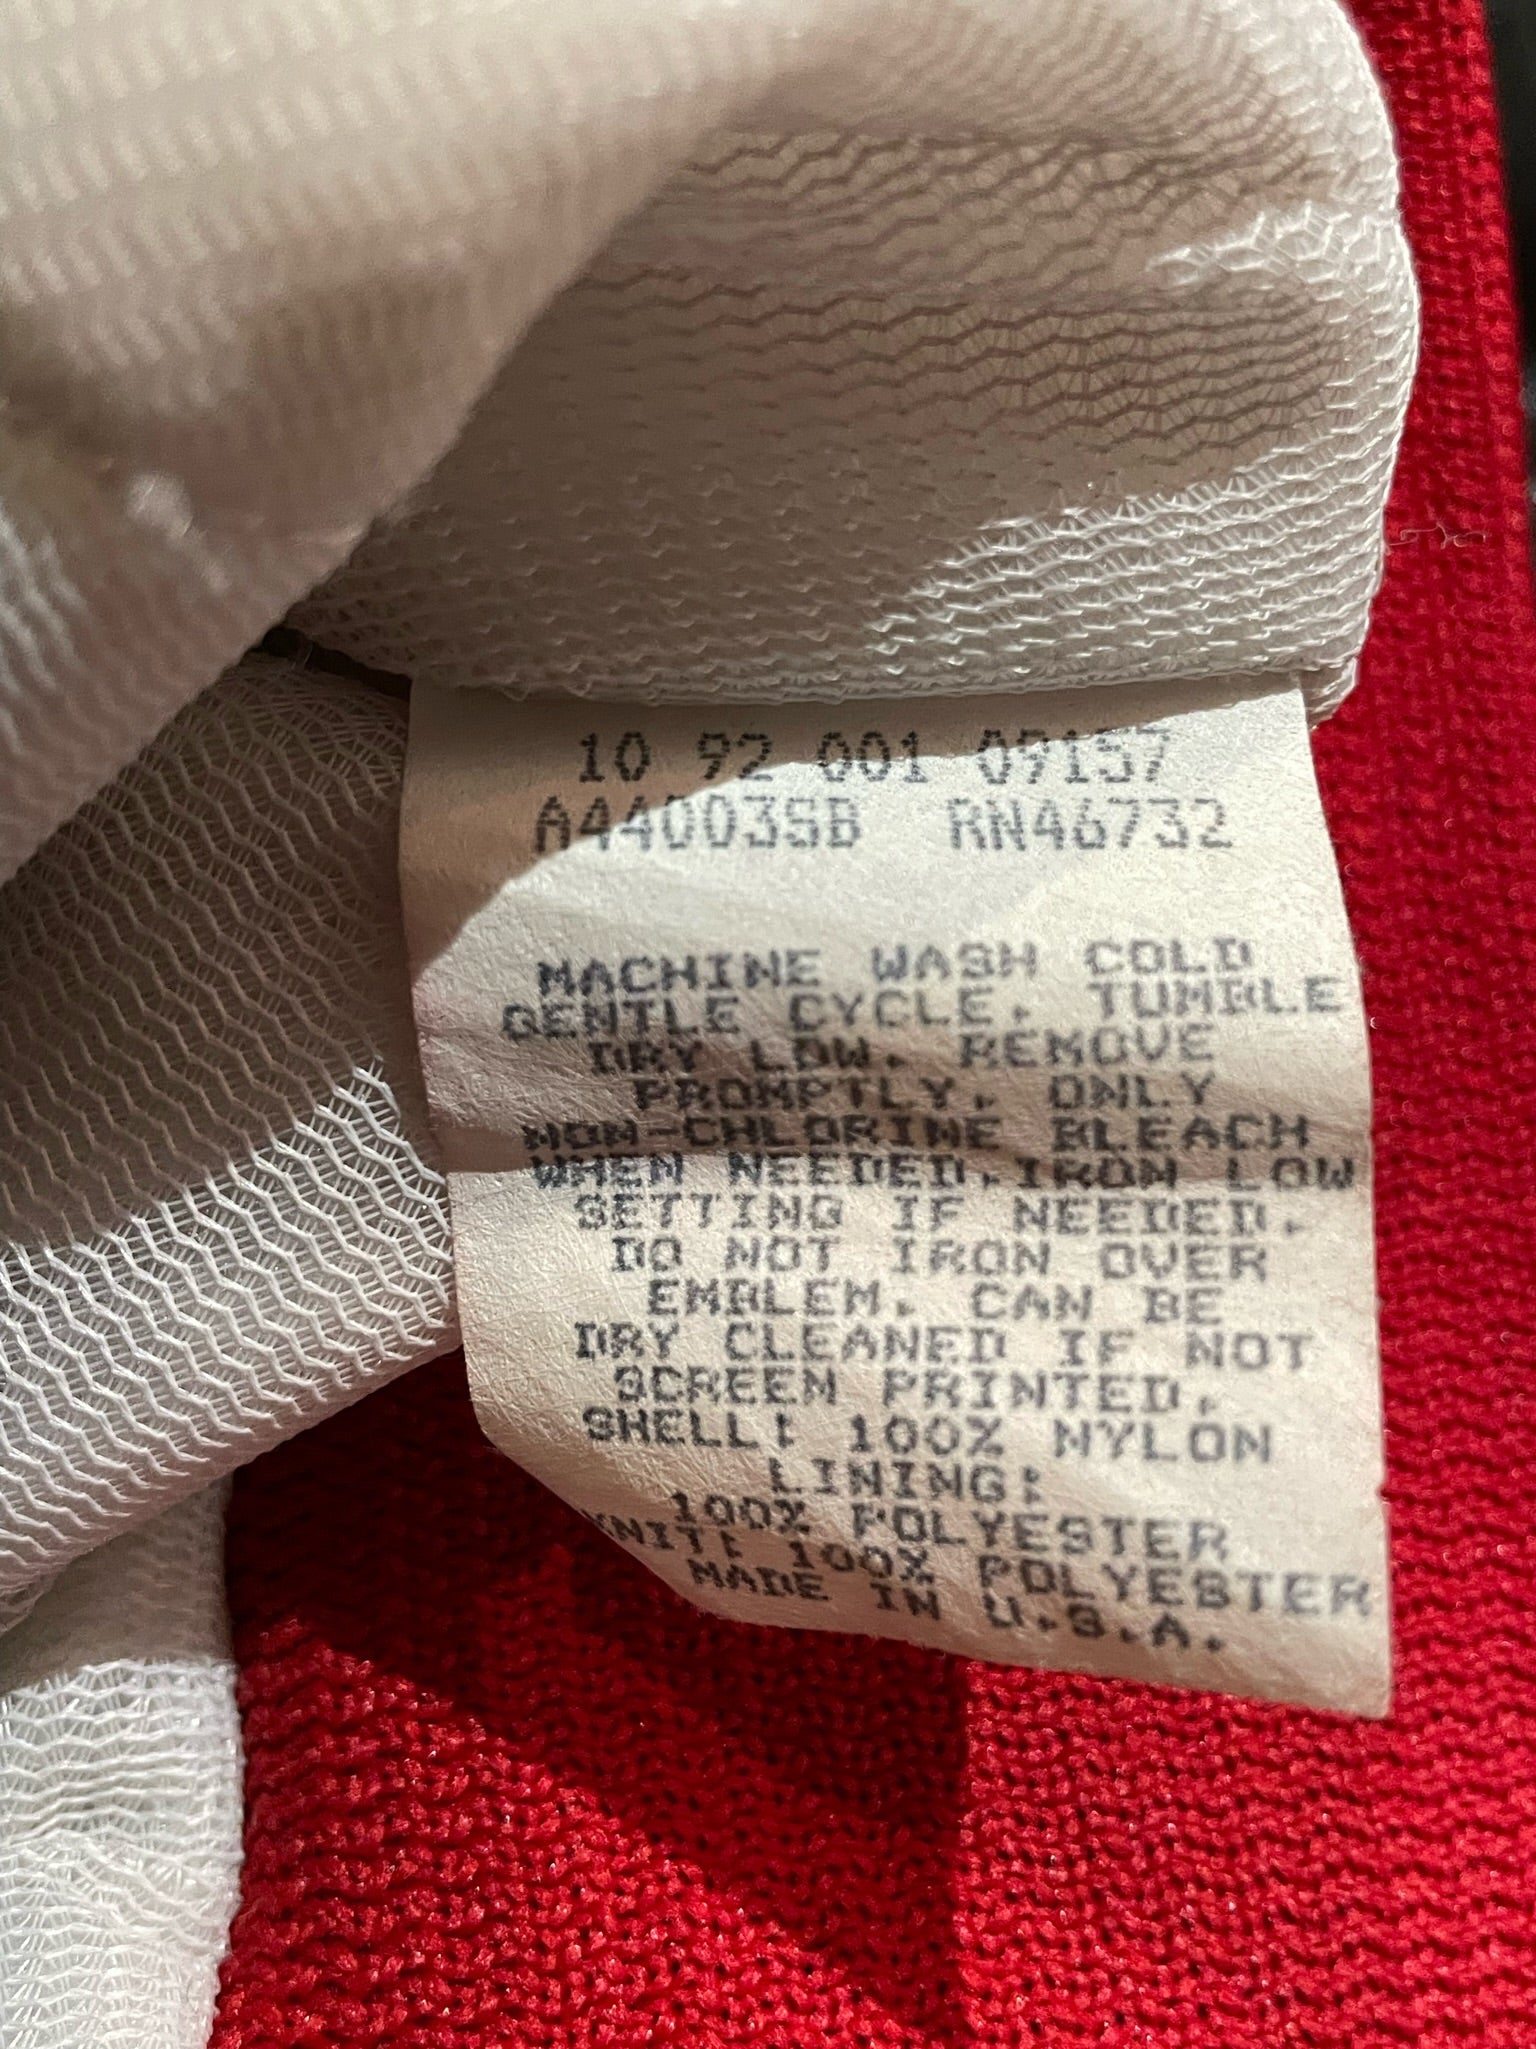 10 92 001 09157
A44003SB RN46732
MACHINE WASH COLD
GENTLE CYCLE. TUMBLE
DRY LOW. REMOVE
PROMPTLY. ONLY
NON-CHLORINE BLEACH
WHEN NEEDED.IRON LOW
SETTING IF NEEDED.
DO NOT IRON OVER
EMBLEM. CAN BE
DRY CLEANED IF NOT
SCREEN PRINTED.
SHELL: 100% NYLON
LINING:
100% POLYESTER
KNIT: 100% POLYESTER
MADE IN U.S.A.